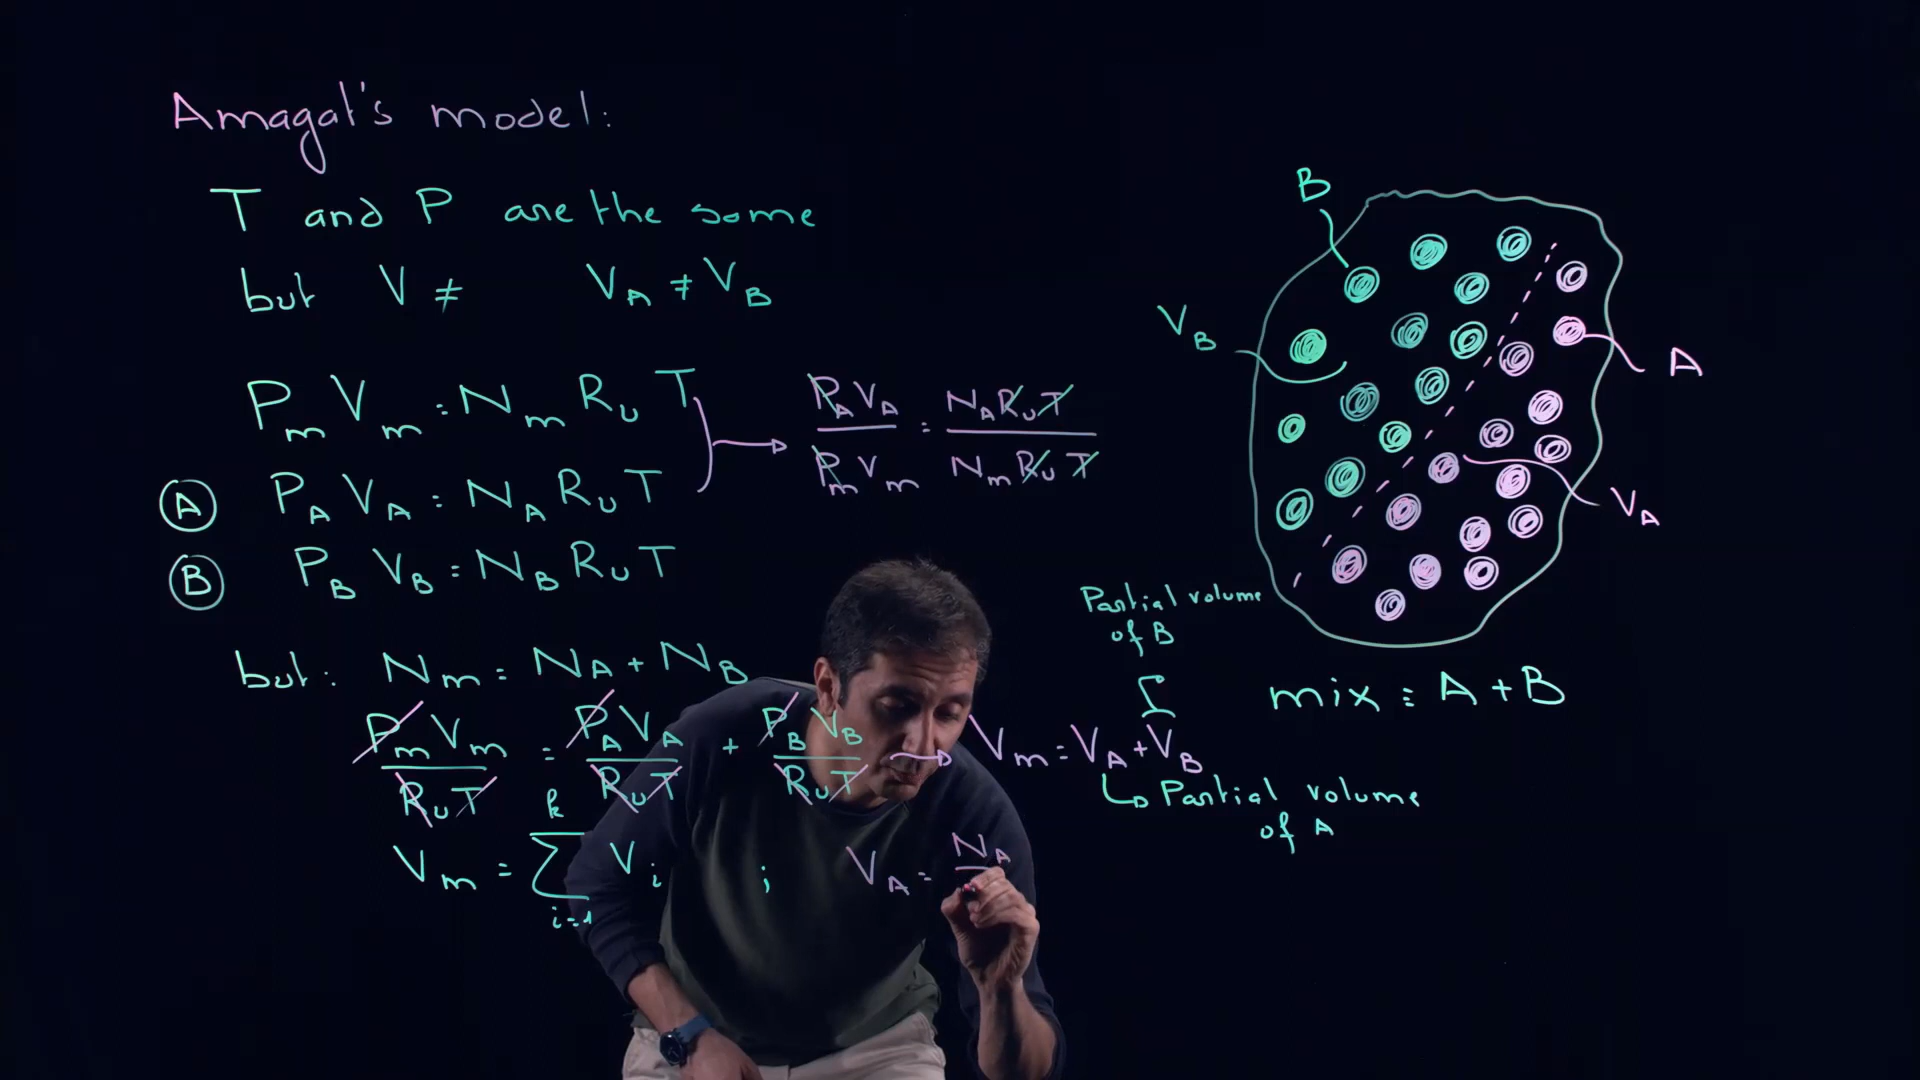 Amagat's model:
T and P are the same
but V ≠ V_A ≠ V_B
P_m V_m = N_m R_u T
P_A V_A / P_m V_m = N_A R_u T / N_m R_u T
A P_A V_A = N_A R_u T
B P_B V_B = N_B R_u T
but: N_m = N_A + N_B
P_m V_m / R_u T = P_A V_A / R_u T + P_B V_B / R_u T → V_m = V_A + V_B
V_m = Σ_{i=1}^{k} V_i ; V_A = N_A
B
V_B
A
V_A
Partial volume
of B
mix = A + B
Partial volume
of A